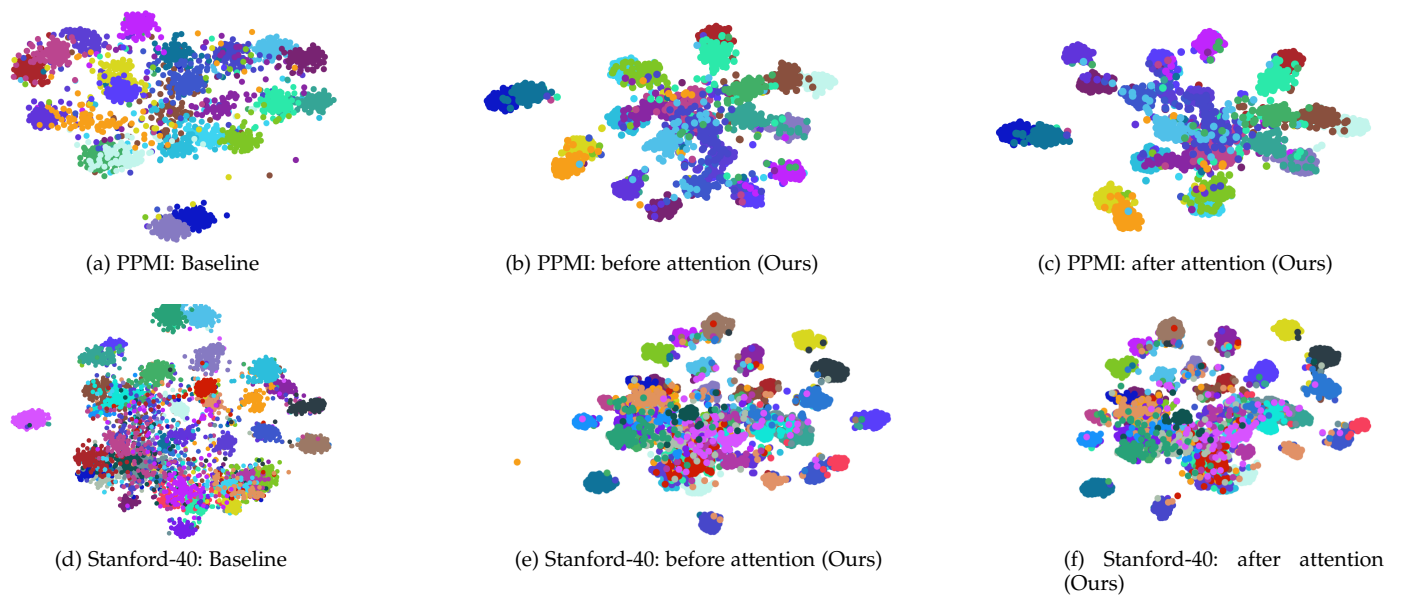 (a) PPMI: Baseline
(b) PPMI: before attention (Ours)
(c) PPMI: after attention (Ours)
(d) Stanford-40: Baseline
(e) Stanford-40: before attention (Ours)
(f) Stanford-40: after attention
(Ours)